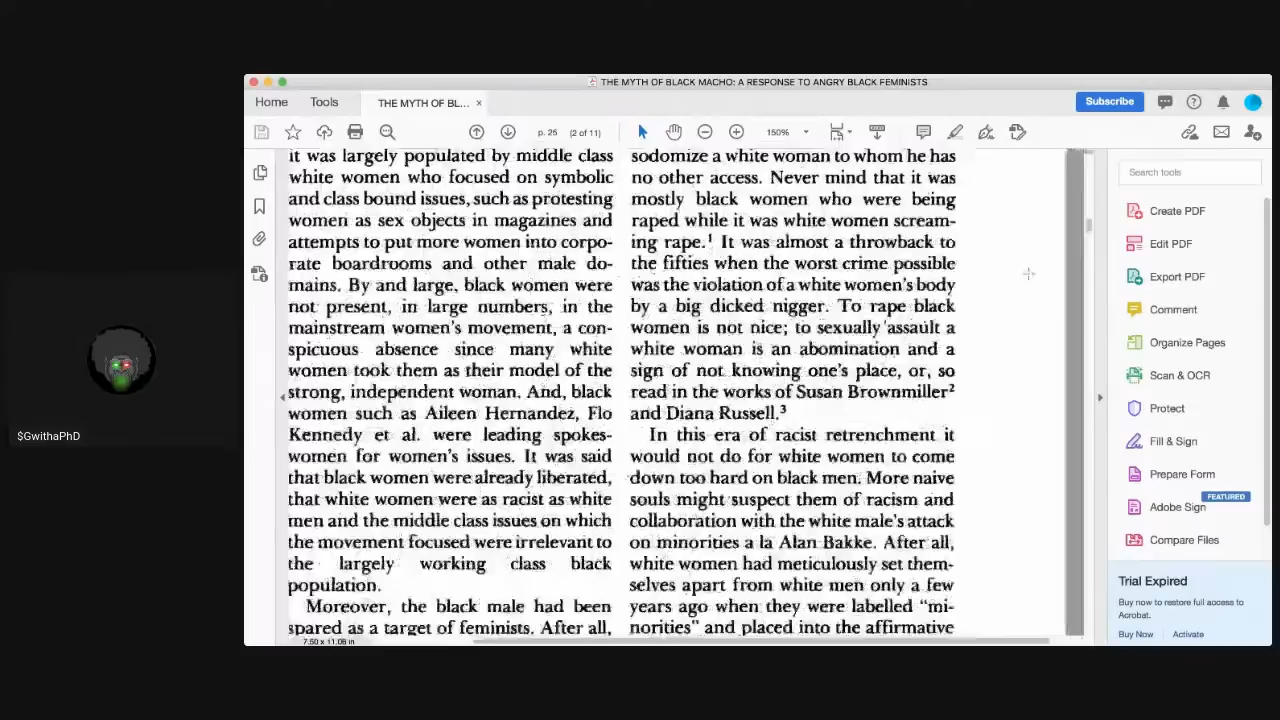 THE MYTH OF BLACK MACHO: A RESPONSE TO ANGRY BLACK FEMINISTS
Home Tools THE MYTH OF BL... × Subscribe
p. 25 (2 of 11) 150%
it was largely populated by middle class
white women who focused on symbolic
and class bound issues, such as protesting
women as sex objects in magazines and
attempts to put more women into corpo-
rate boardrooms and other male do-
mains. By and large, black women were
not present, in large numbers, in the
mainstream women's movement, a con-
spicuous absence since many white
women took them as their model of the
strong, independent woman. And, black
women such as Aileen Hernandez, Flo
Kennedy et al. were leading spokes-
women for women's issues. It was said
that black women were already liberated,
that white women were as racist as white
men and the middle class issues on which
the movement focused were irrelevant to
the largely working class black
population.
Moreover, the black male had been
spared as a target of feminists. After all,
7.50 x 11.06 in
sodomize a white woman to whom he has
no other access. Never mind that it was
mostly black women who were being
raped while it was white women scream-
ing rape.¹ It was almost a throwback to
the fifties when the worst crime possible
was the violation of a white women's body
by a big dicked nigger. To rape black
women is not nice; to sexually assault a
white woman is an abomination and a
sign of not knowing one's place, or, so
read in the works of Susan Brownmiller²
and Diana Russell.³
In this era of racist retrenchment it
would not do for white women to come
down too hard on black men. More naive
souls might suspect them of racism and
collaboration with the white male's attack
on minorities a la Alan Bakke. After all,
white women had meticulously set them-
selves apart from white men only a few
years ago when they were labelled "mi-
norities" and placed into the affirmative
Search tools
Create PDF
Edit PDF
Export PDF
Comment
Organize Pages
Scan & OCR
Protect
Fill & Sign
Prepare Form
FEATURED
Adobe Sign
Compare Files
Trial Expired
Buy now to restore full access to
Acrobat.
Buy Now Activate
$GwithaPhD